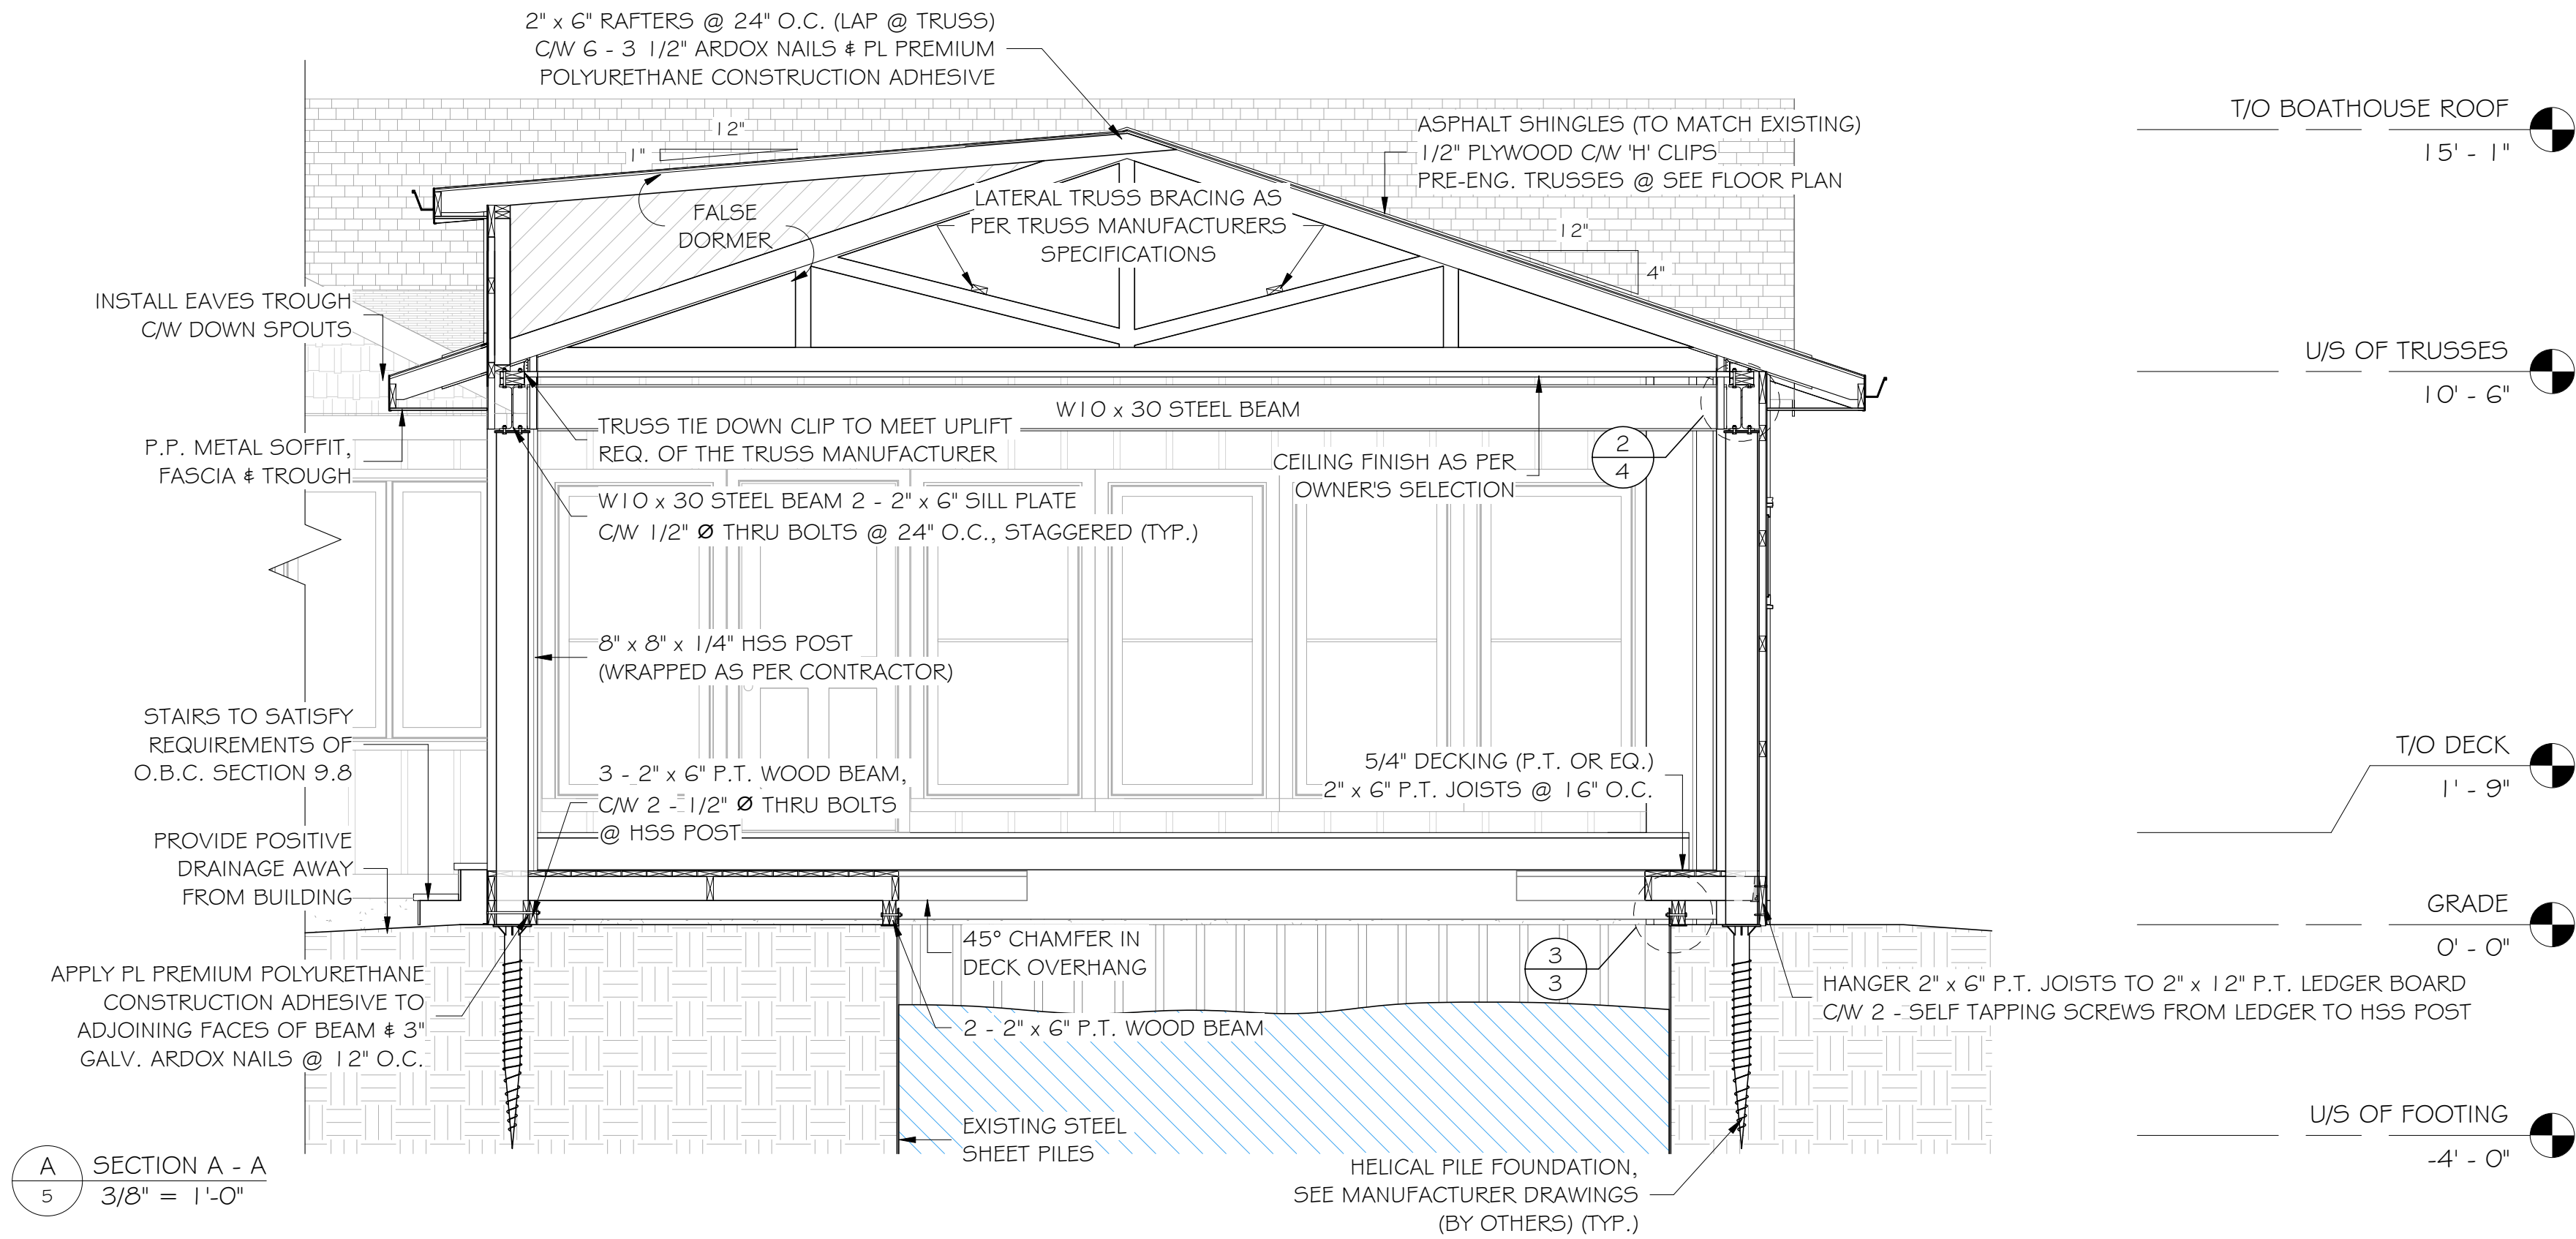 2" x 6" RAFTERS @ 24" O.C. (LAP @ TRUSS)
C/W 6 - 3 1/2" ARDOX NAILS & PL PREMIUM
POLYURETHANE CONSTRUCTION ADHESIVE
12"
1"
ASPHALT SHINGLES (TO MATCH EXISTING)
1/2" PLYWOOD C/W 'H' CLIPS
PRE-ENG. TRUSSES @ SEE FLOOR PLAN
T/O BOATHOUSE ROOF
15' - 1"
FALSE
DORMER
LATERAL TRUSS BRACING AS
PER TRUSS MANUFACTURERS
SPECIFICATIONS
12"
4"
INSTALL EAVES TROUGH
C/W DOWN SPOUTS
U/S OF TRUSSES
10' - 6"
W10 x 30 STEEL BEAM
P.P. METAL SOFFIT,
FASCIA & TROUGH
TRUSS TIE DOWN CLIP TO MEET UPLIFT
REQ. OF THE TRUSS MANUFACTURER
2
4
CEILING FINISH AS PER
OWNER'S SELECTION
W10 x 30 STEEL BEAM 2 - 2" x 6" SILL PLATE
C/W 1/2" Ø THRU BOLTS @ 24" O.C., STAGGERED (TYP.)
8" x 8" x 1/4" HSS POST
(WRAPPED AS PER CONTRACTOR)
STAIRS TO SATISFY
REQUIREMENTS OF
O.B.C. SECTION 9.8
3 - 2" x 6" P.T. WOOD BEAM,
C/W 2 - 1/2" Ø THRU BOLTS
@ HSS POST
5/4" DECKING (P.T. OR EQ.)
2" x 6" P.T. JOISTS @ 16" O.C.
T/O DECK
1' - 9"
PROVIDE POSITIVE
DRAINAGE AWAY
FROM BUILDING
GRADE
0' - 0"
45° CHAMFER IN
DECK OVERHANG
3
3
APPLY PL PREMIUM POLYURETHANE
CONSTRUCTION ADHESIVE TO
ADJOINING FACES OF BEAM & 3"
GALV. ARDOX NAILS @ 12" O.C.
2 - 2" x 6" P.T. WOOD BEAM
HANGER 2" x 6" P.T. JOISTS TO 2" x 12" P.T. LEDGER BOARD
C/W 2 - SELF TAPPING SCREWS FROM LEDGER TO HSS POST
EXISTING STEEL
SHEET PILES
U/S OF FOOTING
-4' - 0"
HELICAL PILE FOUNDATION,
SEE MANUFACTURER DRAWINGS
(BY OTHERS) (TYP.)
A
5
SECTION A - A
3/8" = 1'-0"